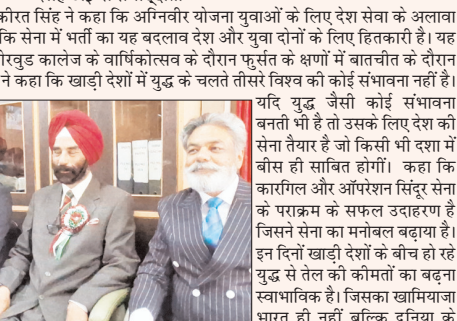 कीरत सिंह ने कहा कि अग्निवीर योजना युवाओं के लिए देश सेवा के अलावा
कि सेना में भर्ती का यह बदलाव देश और युवा दोनों के लिए हितकारी है। यह
ोरवुड कालेज के वार्षिकोत्सव के दौरान फुर्सत के क्षणों में बातचीत के दौरान
ने कहा कि खाड़ी देशों में युद्ध के चलते तीसरे विश्व की कोई संभावना नहीं है।
यदि युद्ध जैसी कोई संभावना
बनती भी है तो उसके लिए देश की
सेना तैयार है जो किसी भी दशा में
बीस ही साबित होगीं। कहा कि
कारगिल और ऑपरेशन सिंदूर सेना
के पराक्रम के सफल उदाहरण है
जिसने सेना का मनोबल बढ़ाया है।
इन दिनों खाड़ी देशों के बीच हो रहे
युद्ध से तेल की कीमतों का बढ़ना
स्वाभाविक है। जिसका खामियाजा
भारत ही नहीं बल्कि दुनिया के